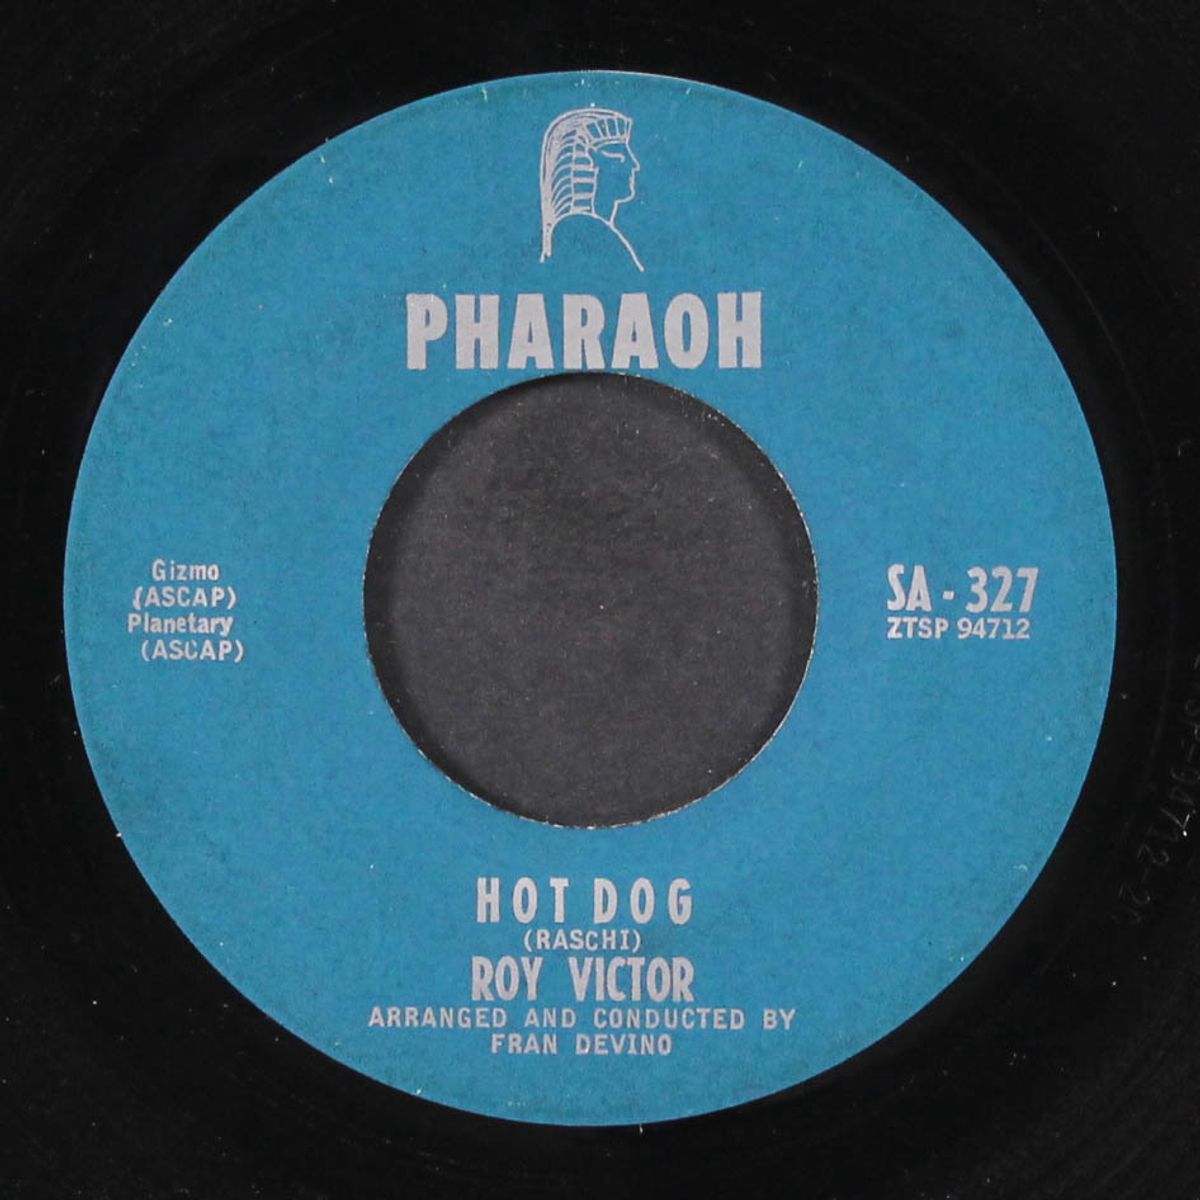 PHARAOH
Gizmo
(ASCAP)
Planetary
(ASCAP)
SA - 327
ZTSP 94712
HOT DOG
(RASCHI)
ROY VICTOR
ARRANGED AND CONDUCTED BY
FRAN DEVINO